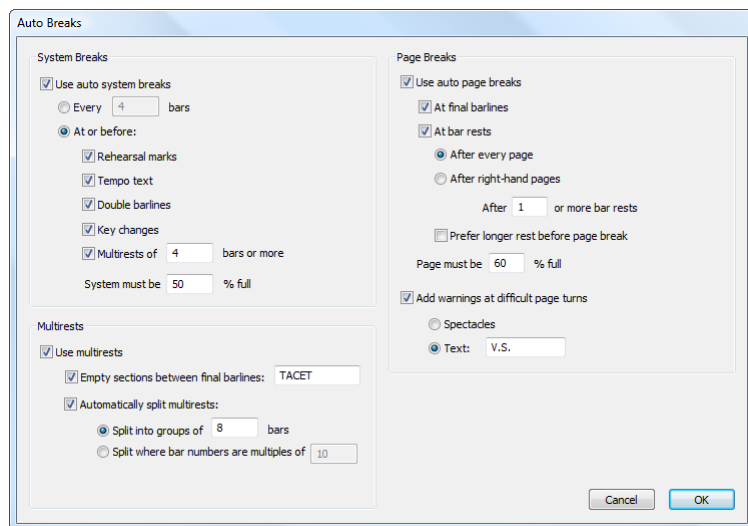 Auto Breaks
System Breaks
Use auto system breaks
Every 4 bars
At or before:
Rehearsal marks
Tempo text
Double barlines
Key changes
Multirests of 4 bars or more
System must be 50 % full
Multirests
Use multirests
Empty sections between final barlines: TACET
Automatically split multirests:
Split into groups of 8 bars
Split where bar numbers are multiples of 10
Page Breaks
Use auto page breaks
At final barlines
At bar rests
After every page
After right-hand pages
After 1 or more bar rests
Prefer longer rest before page break
Page must be 60 % full
Add warnings at difficult page turns
Spectacles
Text: V.S.
Cancel OK